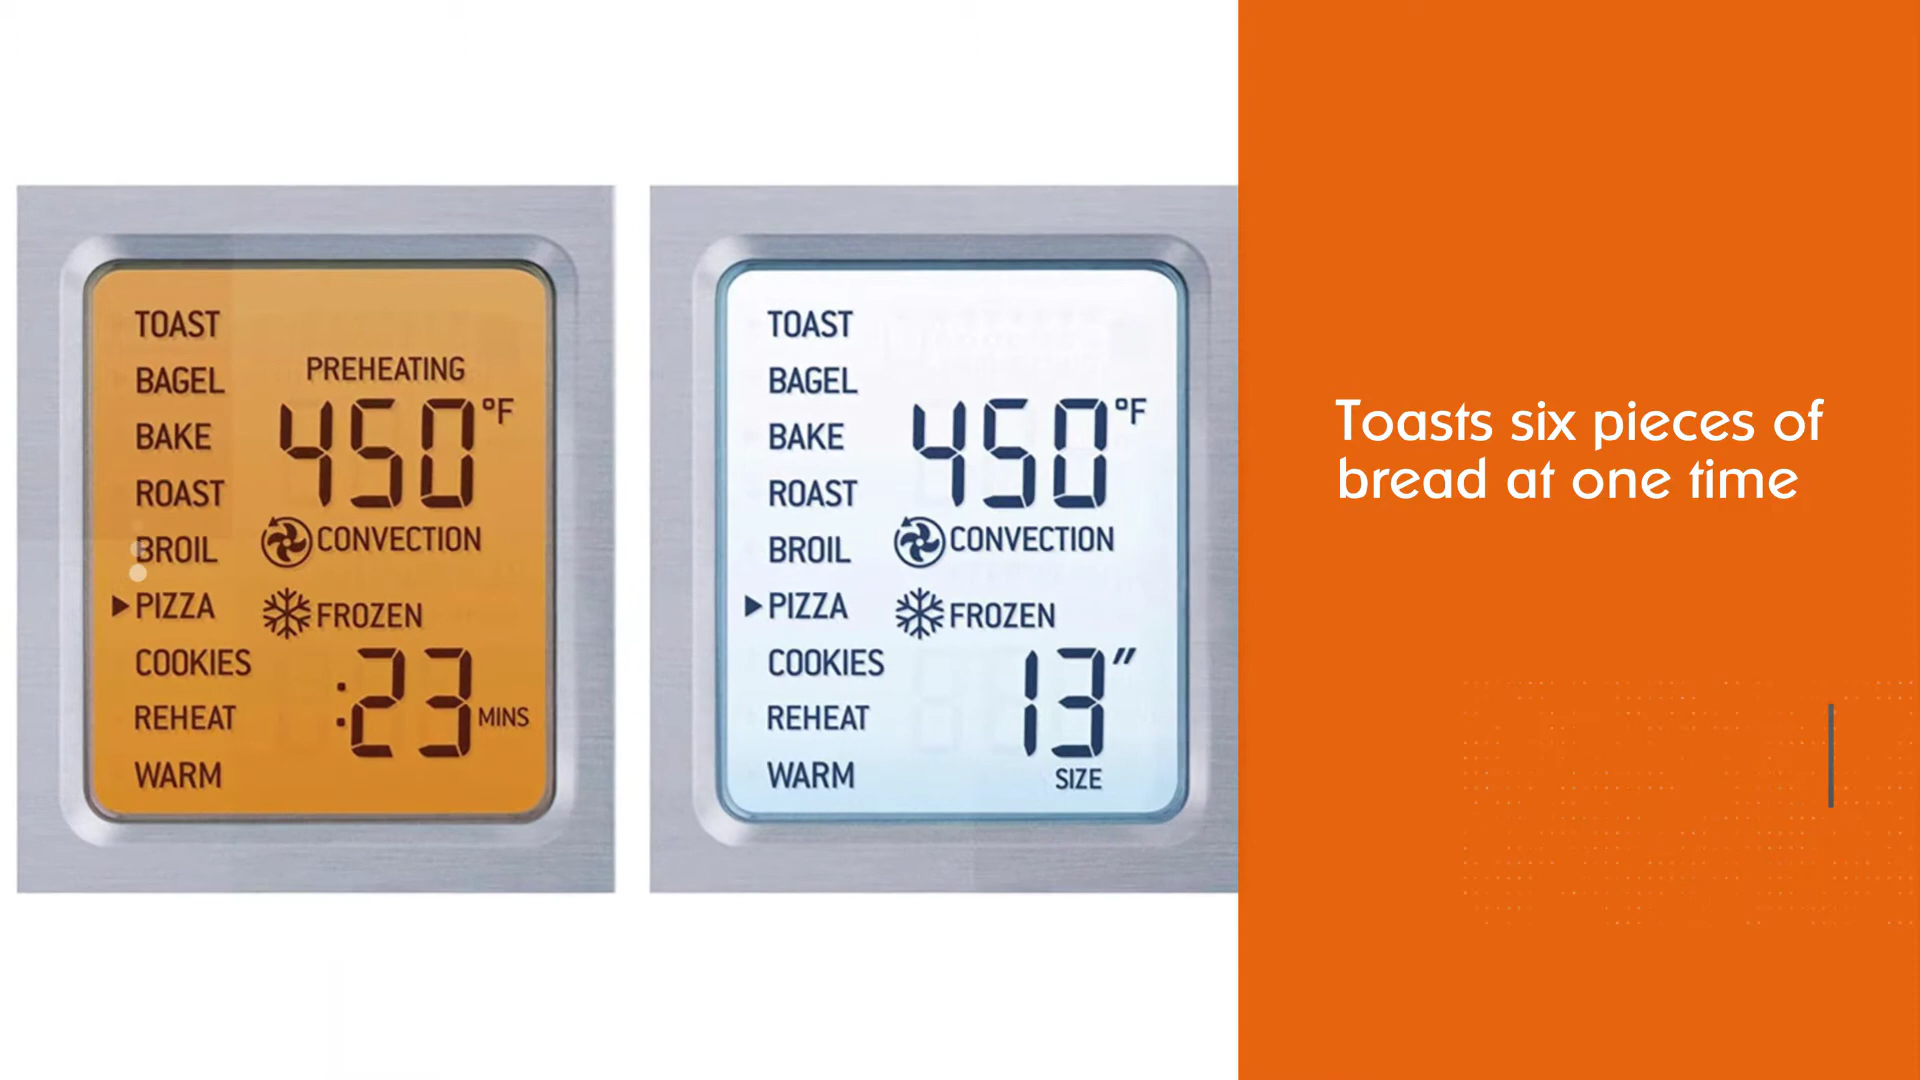 TOAST
BAGEL
BAKE
ROAST
BROIL
PIZZA
COOKIES
REHEAT
WARM
PREHEATING
450°F
CONVECTION
FROZEN
:23 MINS
TOAST
BAGEL
BAKE
ROAST
BROIL
PIZZA
COOKIES
REHEAT
WARM
450°F
CONVECTION
FROZEN
13"
SIZE
Toasts six pieces of
bread at one time